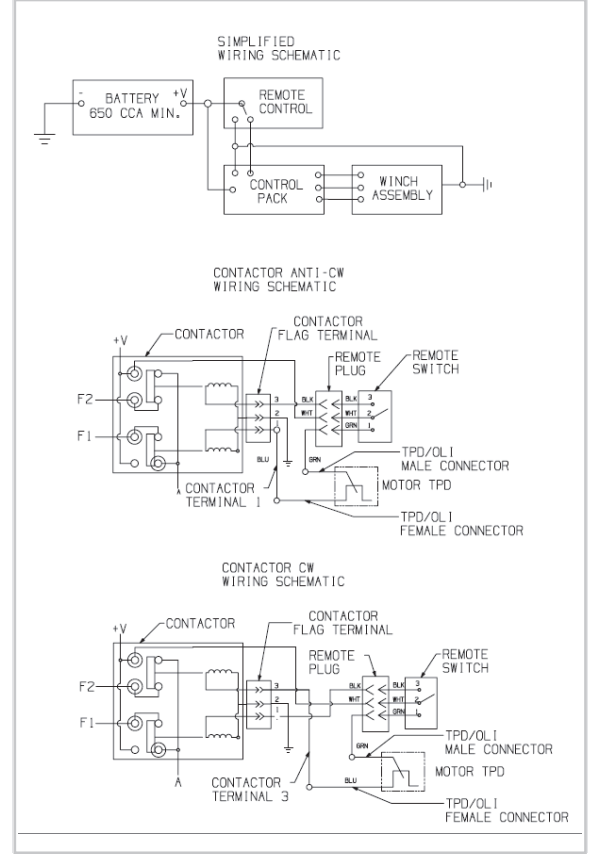 SIMPLIFIED
WIRING SCHEMATIC
- BATTERY +V
650 CCA MIN.
REMOTE
CONTROL
CONTROL
PACK
WINCH
ASSEMBLY
CONTACTOR ANTI-CW
WIRING SCHEMATIC
+V
CONTACTOR
CONTACTOR
FLAG TERMINAL
REMOTE
PLUG
REMOTE
SWITCH
F2
F1
3
2
1
BLK
WHT
BLK 3
WHT 2
GRN 1
BLU
GRN
A
CONTACTOR
TERMINAL 1
TPD/OLI
MALE CONNECTOR
MOTOR TPD
TPD/OLI
FEMALE CONNECTOR
CONTACTOR CW
WIRING SCHEMATIC
+V
CONTACTOR
CONTACTOR
FLAG TERMINAL
REMOTE
PLUG
REMOTE
SWITCH
F2
F1
3
2
1
BLK
WHT
BLK 3
WHT 2
GRN 1
GRN
A
CONTACTOR
TERMINAL 3
BLU
TPD/OLI
MALE CONNECTOR
MOTOR TPD
TPD/OLI
FEMALE CONNECTOR